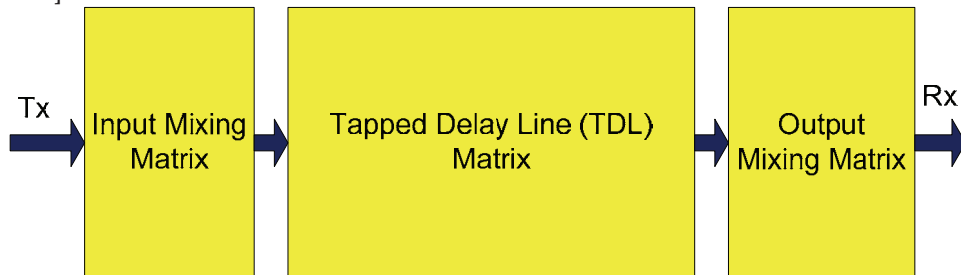 ]
Tx
Input Mixing
Matrix
Tapped Delay Line (TDL)
Matrix
Output
Mixing Matrix
Rx